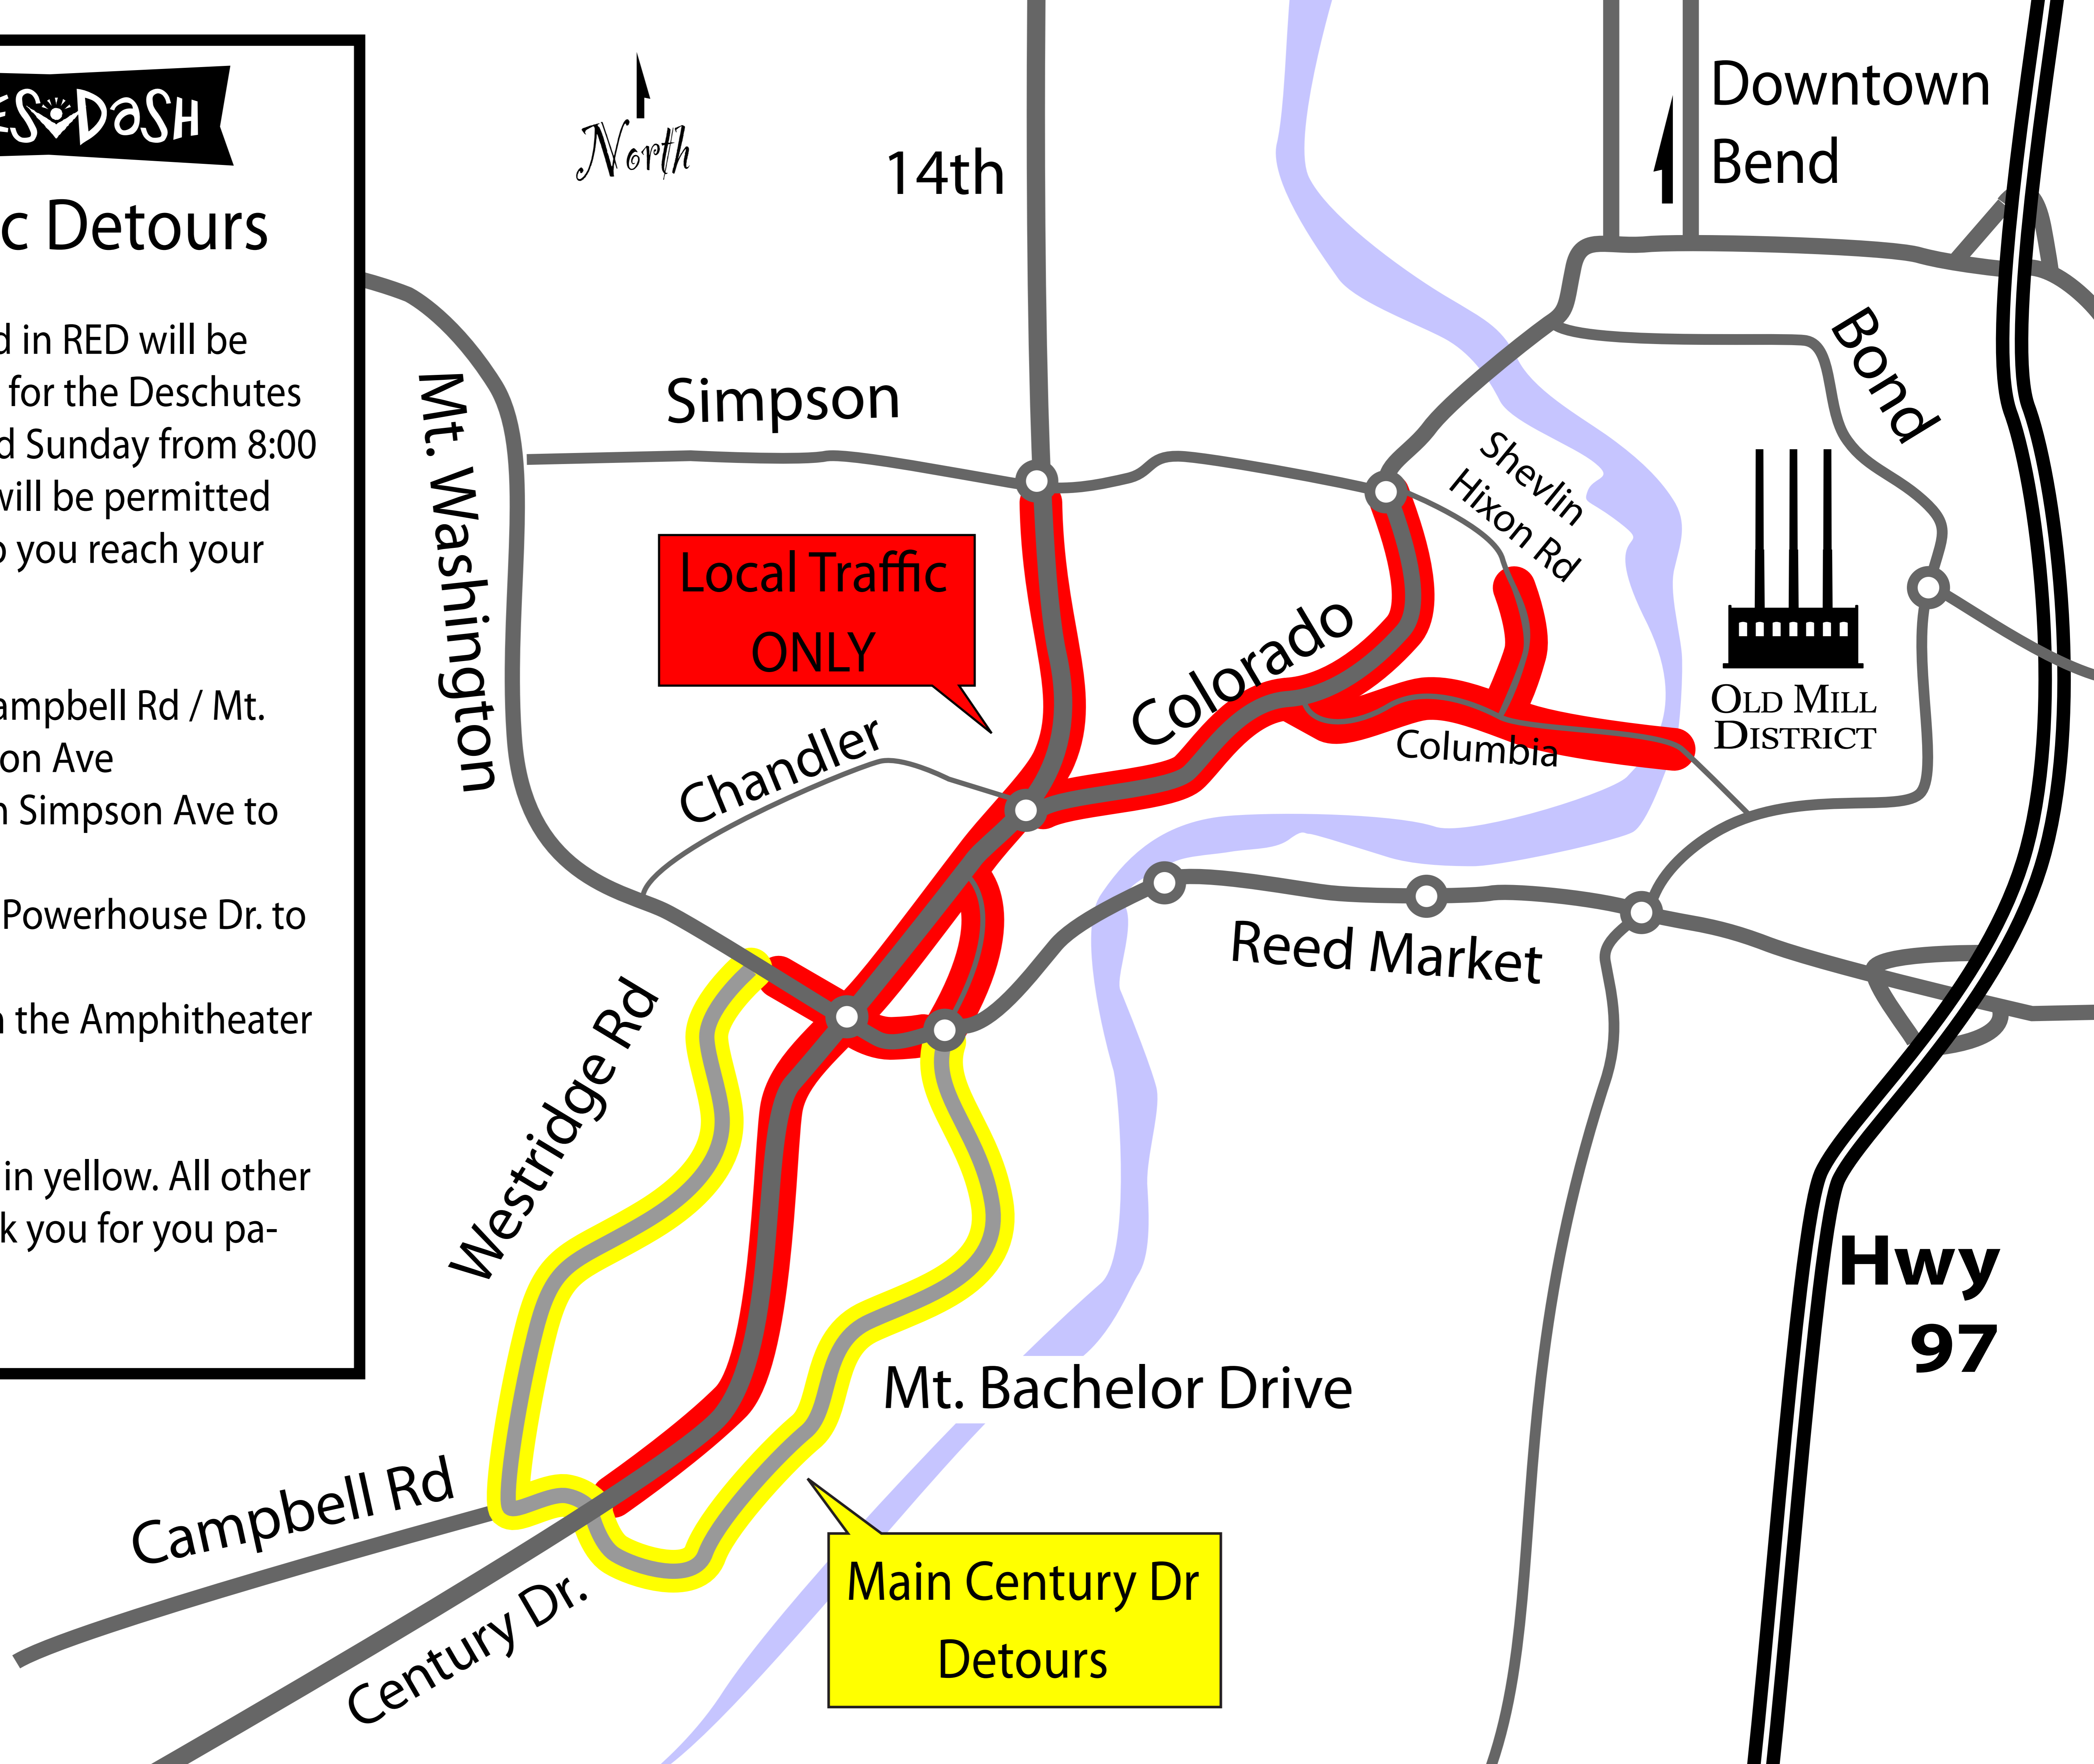 ES DASH
c Detours
d in RED will be
for the Deschutes
d Sunday from 8:00
will be permitted
p you reach your
ampbell Rd / Mt.
on Ave
n Simpson Ave to
Powerhouse Dr. to
n the Amphitheater
in yellow. All other
k you for you pa-
North
14th
Downtown
Bend
Mt. Washington
Simpson
Bond
Shevlin
Hixon Rd
Local Traffic
ONLY
Colorado
OLD MILL
DISTRICT
Columbia
Chandler
Reed Market
Westridge Rd
Hwy
97
Mt. Bachelor Drive
Campbell Rd
Century Dr.
Main Century Dr
Detours